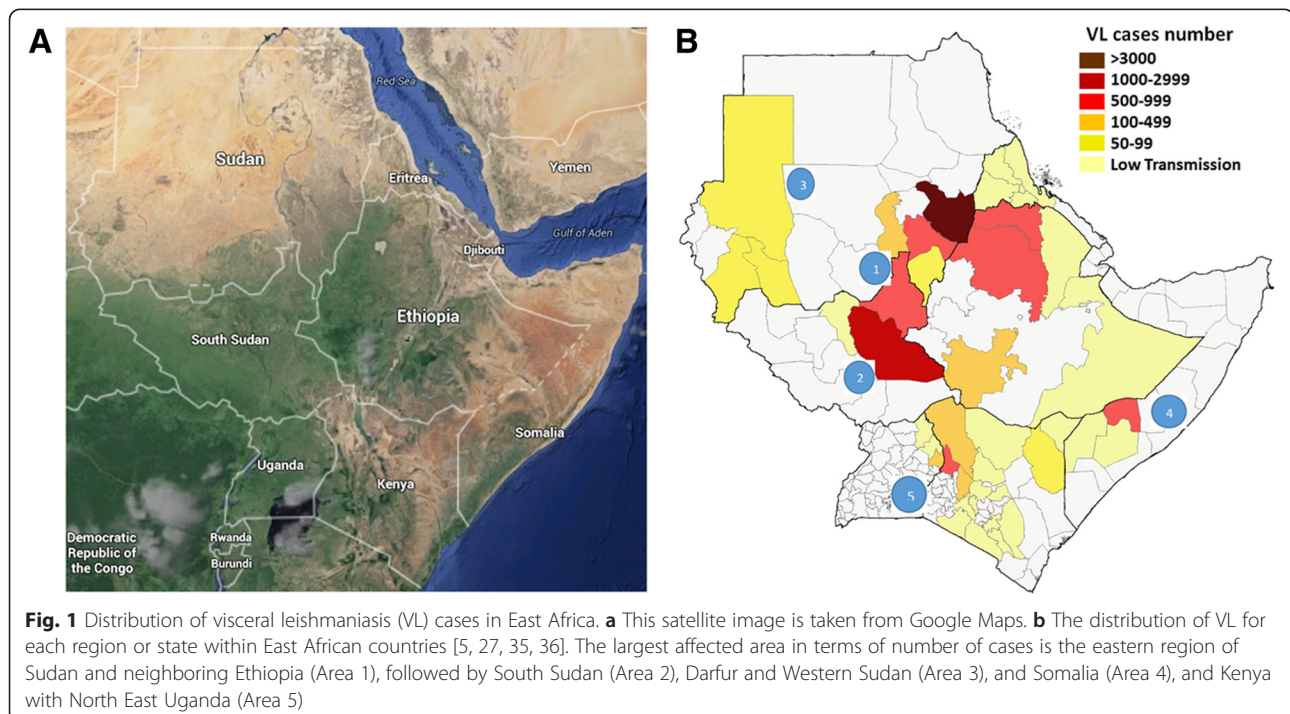 A
Red Sea
Sudan
Yemen
Eritrea
Gulf of Aden
Djibouti
Ethiopia
South Sudan
Somalia
Uganda
Kenya
Democratic
Republic of
the Congo
Rwanda
Burundi
B
VL cases number
>3000
1000-2999
500-999
100-499
50-99
Low Transmission
3
1
2
4
5
Fig. 1 Distribution of visceral leishmaniasis (VL) cases in East Africa. a This satellite image is taken from Google Maps. b The distribution of VL for
each region or state within East African countries [5, 27, 35, 36]. The largest affected area in terms of number of cases is the eastern region of
Sudan and neighboring Ethiopia (Area 1), followed by South Sudan (Area 2), Darfur and Western Sudan (Area 3), and Somalia (Area 4), and Kenya
with North East Uganda (Area 5)